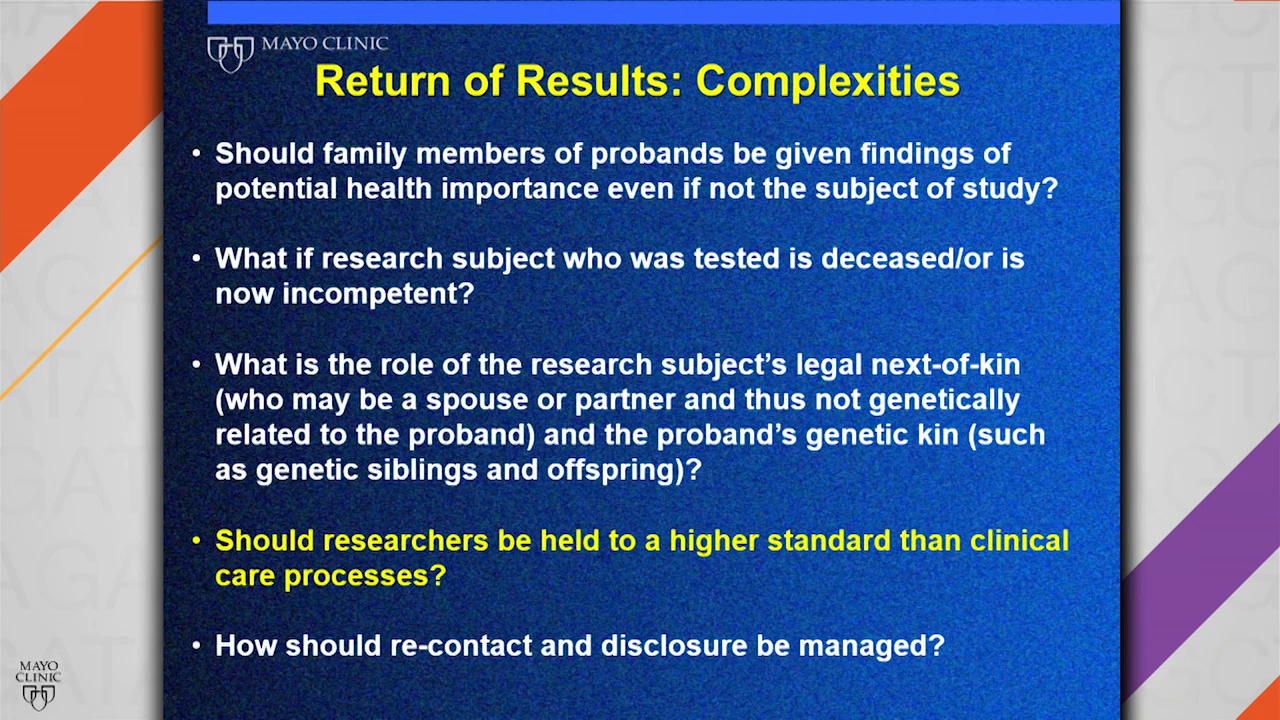 MAYO CLINIC
Return of Results: Complexities
• Should family members of probands be given findings of
potential health importance even if not the subject of study?
• What if research subject who was tested is deceased/or is
now incompetent?
• What is the role of the research subject’s legal next-of-kin
(who may be a spouse or partner and thus not genetically
related to the proband) and the proband’s genetic kin (such
as genetic siblings and offspring)?
• Should researchers be held to a higher standard than clinical
care processes?
• How should re-contact and disclosure be managed?
MAYO
CLINIC